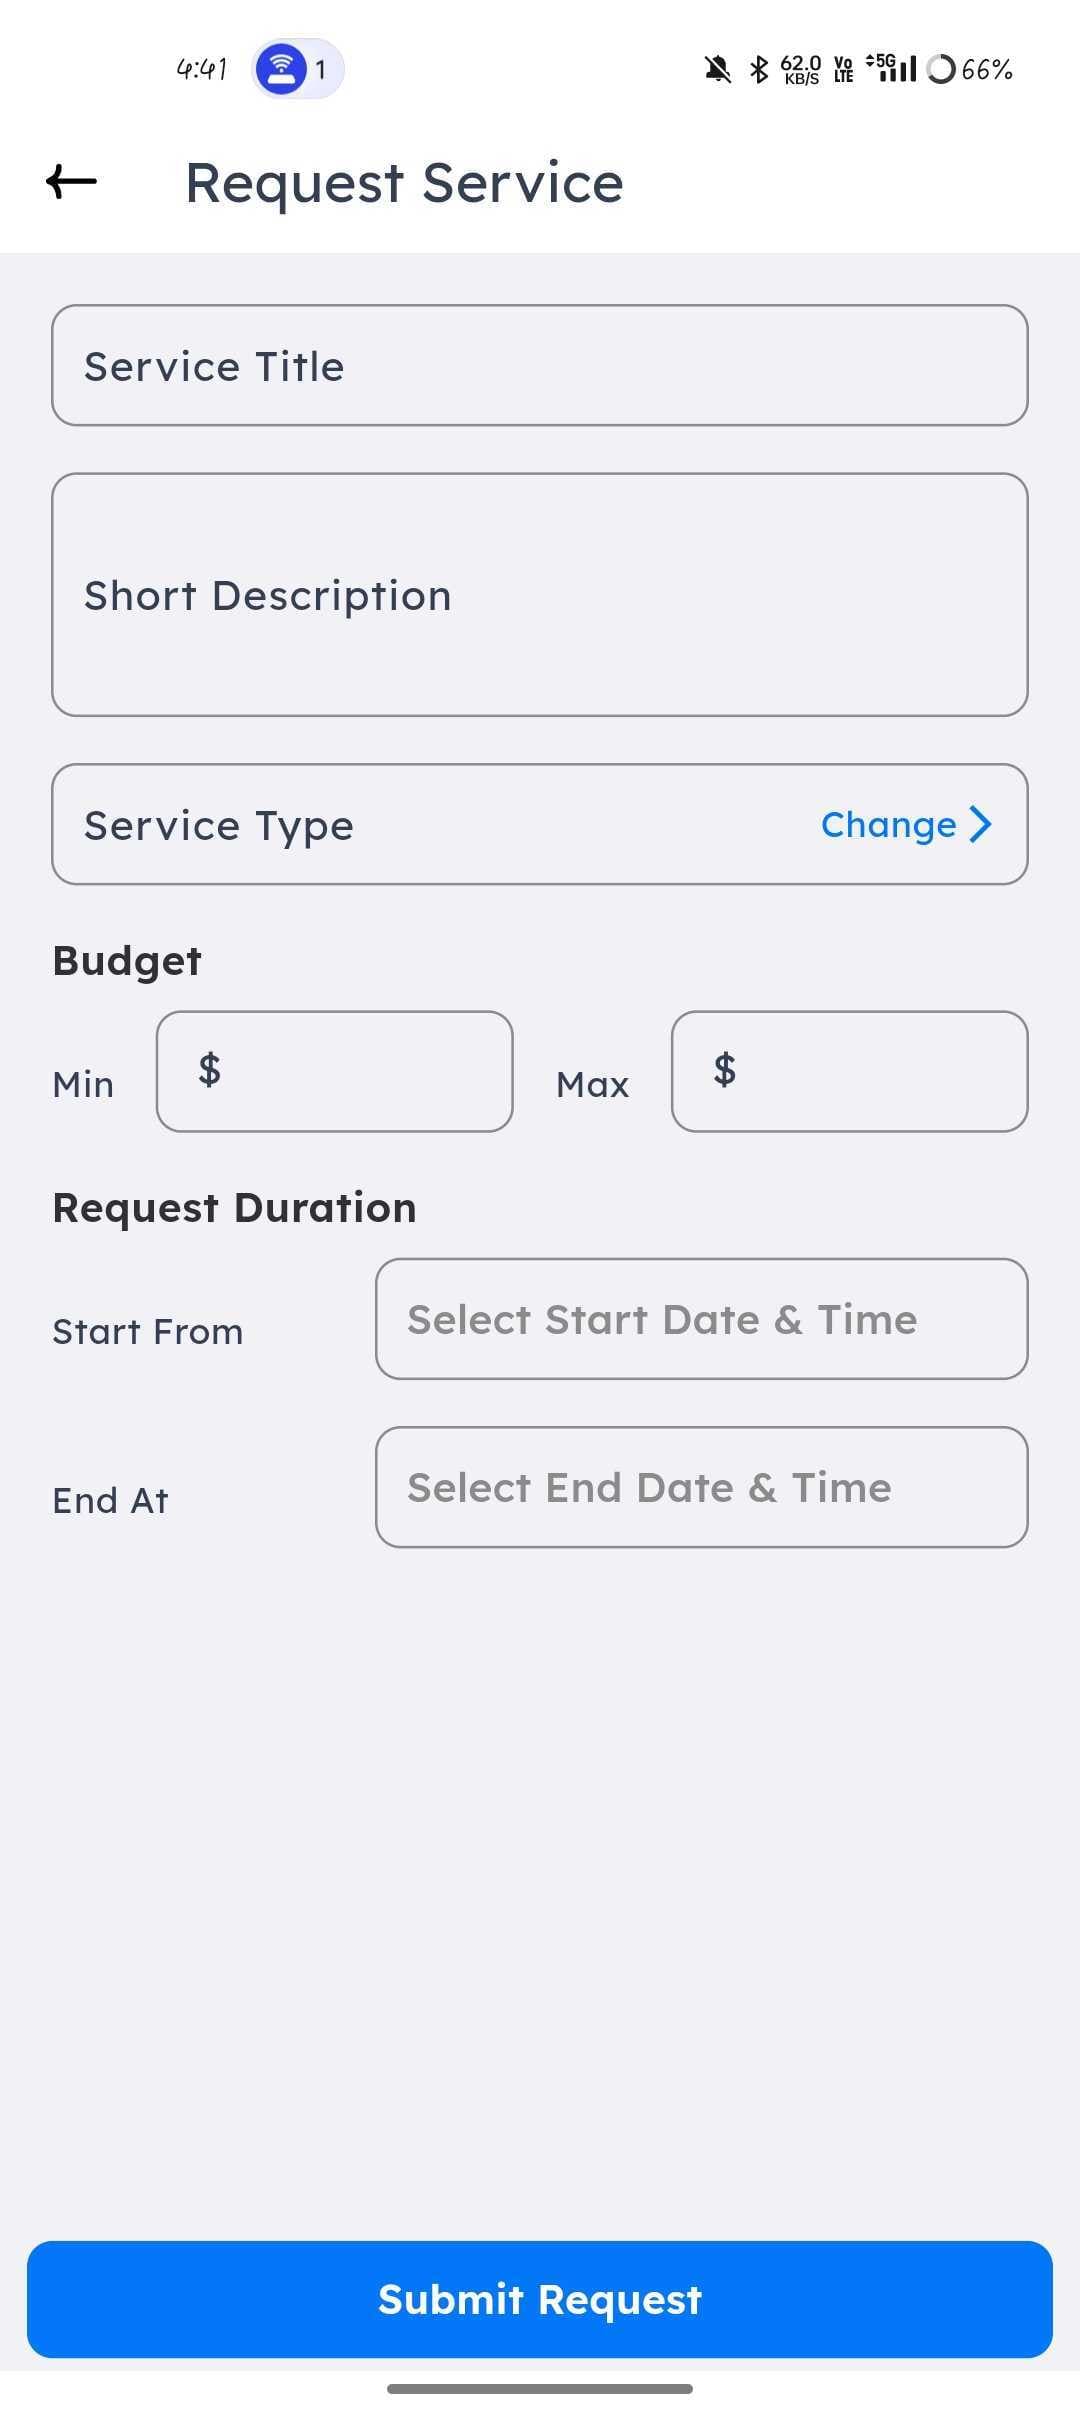 4:41 1 62.0 KB/S Vo LTE 5G 66%
Request Service
Service Title
Short Description
Service Type Change
Budget
Min $ Max $
Request Duration
Start From Select Start Date & Time
End At Select End Date & Time
Submit Request